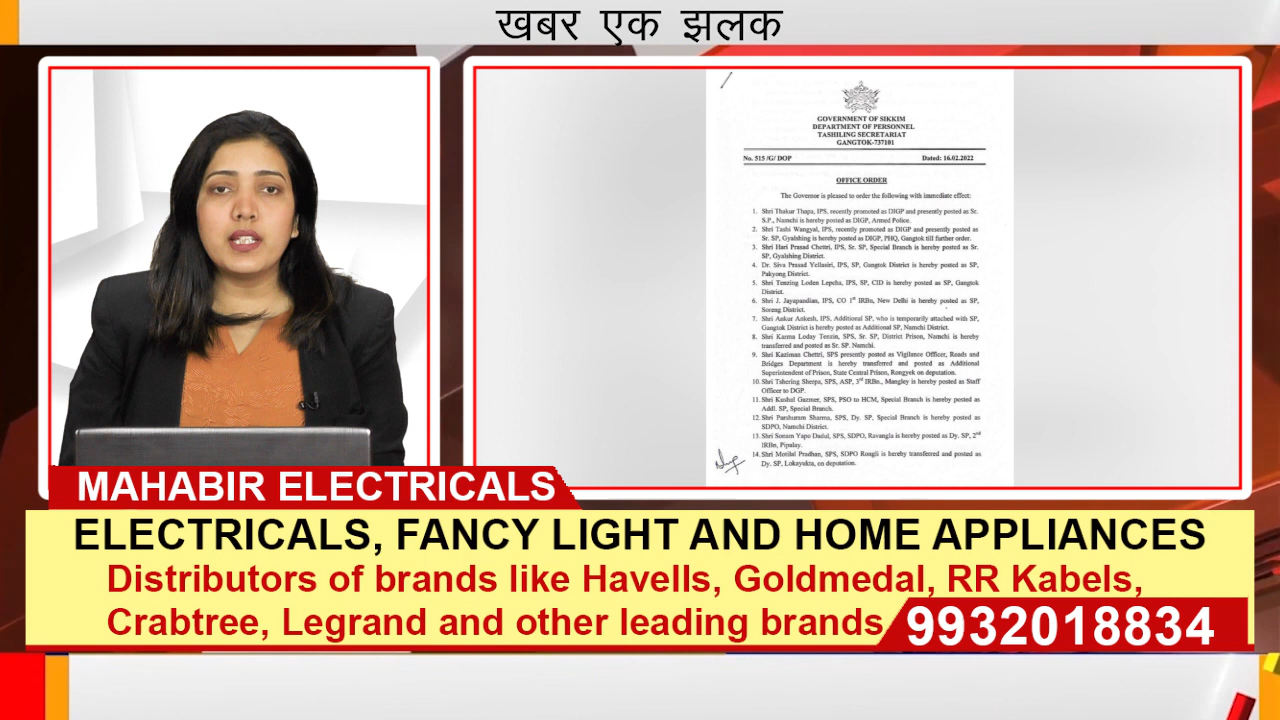 खबर एक झलक
GOVERNMENT OF SIKKIM
DEPARTMENT OF PERSONNEL
TASHILING SECRETARIAT
GANGTOK-737101
No. 515 /G/ DOP Dated: 16.02.2022
OFFICE ORDER
The Governor is pleased to order the following with immediate effect:
1. Shri Thakur Thapa, IPS, recently promoted as DIGP and presently posted as Sr.
S.P., Namchi is hereby posted as DIGP, Armed Police.
2. Shri Tashi Wangyal, IPS, recently promoted as DIGP and presently posted as
Sr. SP, Gyalshing is hereby posted as DIGP, PHQ, Gangtok till further order.
3. Shri Hari Prasad Chettri, IPS, Sr. SP, Special Branch is hereby posted as Sr.
SP, Gyalshing District.
4. Dr. Siva Prasad Yellasiri, IPS, SP, Gangtok District is hereby posted as SP,
Pakyong District.
5. Shri Tenzing Loden Lepcha, IPS, SP, CID is hereby posted as SP, Gangtok
District.
6. Shri J. Jayapandian, IPS, CO 1st IRBn, New Delhi is hereby posted as SP,
Soreng District.
7. Shri Ankur Ankesh, IPS, Additional SP, who is temporarily attached with SP,
Gangtok District is hereby posted as Additional SP, Namchi District.
8. Shri Karma Loday Tenzin, SPS, Sr. SP, District Prison, Namchi is hereby
transferred and posted as Sr. SP. Namchi.
9. Shri Kaziman Chettri, SPS presently posted as Vigilance Officer, Roads and
Bridges Department is hereby transferred and posted as Additional
Superintendent of Prison, State Central Prison, Rongyek on deputation.
10. Shri Tshering Sherpa, SPS, ASP, 3rd IRBn., Mangley is hereby posted as Staff
Officer to DGP.
11. Shri Kushal Gazmer, SPS, PSO to HCM, Special Branch is hereby posted as
Addl. SP, Special Branch.
12. Shri Parshuram Sharma, SPS, Dy. SP, Special Branch is hereby posted as
SDPO, Namchi District.
13. Shri Sonam Yapo Dadul, SPS, SDPO, Ravangla is hereby posted as Dy. SP, 2nd
IRBn, Pipalay.
14. Shri Motilal Pradhan, SPS, SDPO Rongli is hereby transferred and posted as
Dy. SP, Lokayukta, on deputation.
MAHABIR ELECTRICALS
ELECTRICALS, FANCY LIGHT AND HOME APPLIANCES
Distributors of brands like Havells, Goldmedal, RR Kabels,
Crabtree, Legrand and other leading brands
9932018834